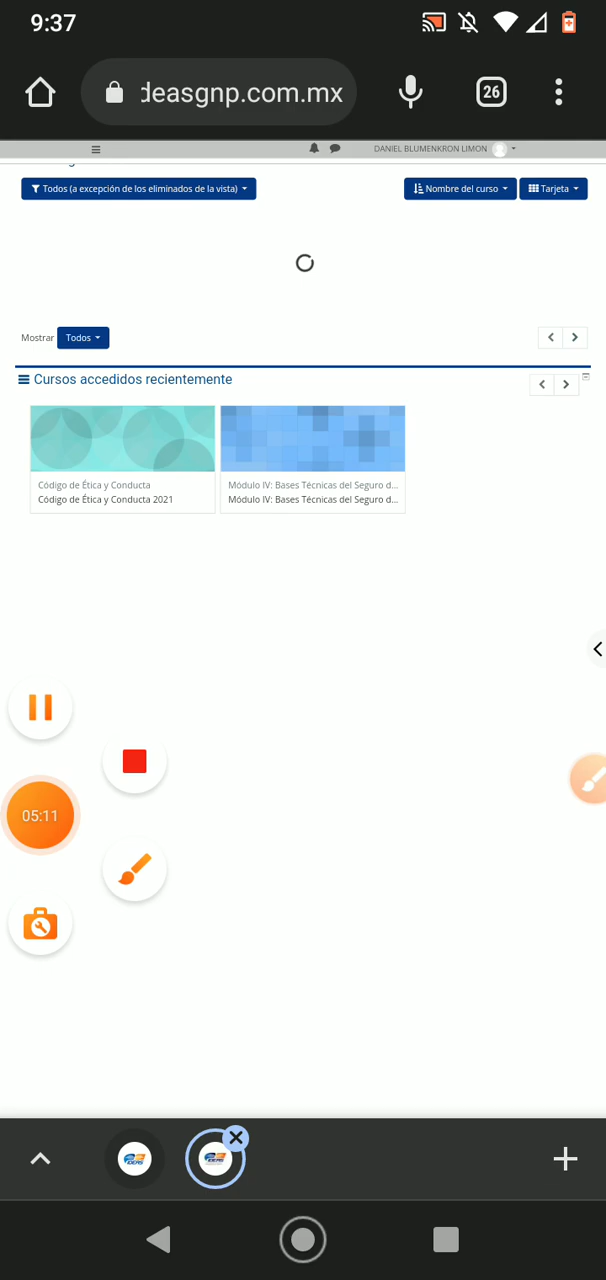 9:37
deasgnp.com.mx
26
DANIEL BLUMENKRON LIMON
Todos (a excepción de los eliminados de la vista)
Nombre del curso
Tarjeta
Mostrar Todos
Cursos accedidos recientemente
Código de Ética y Conducta
Código de Ética y Conducta 2021
Módulo IV: Bases Técnicas del Seguro d...
Módulo IV: Bases Técnicas del Seguro d...
05:11
IDEAS